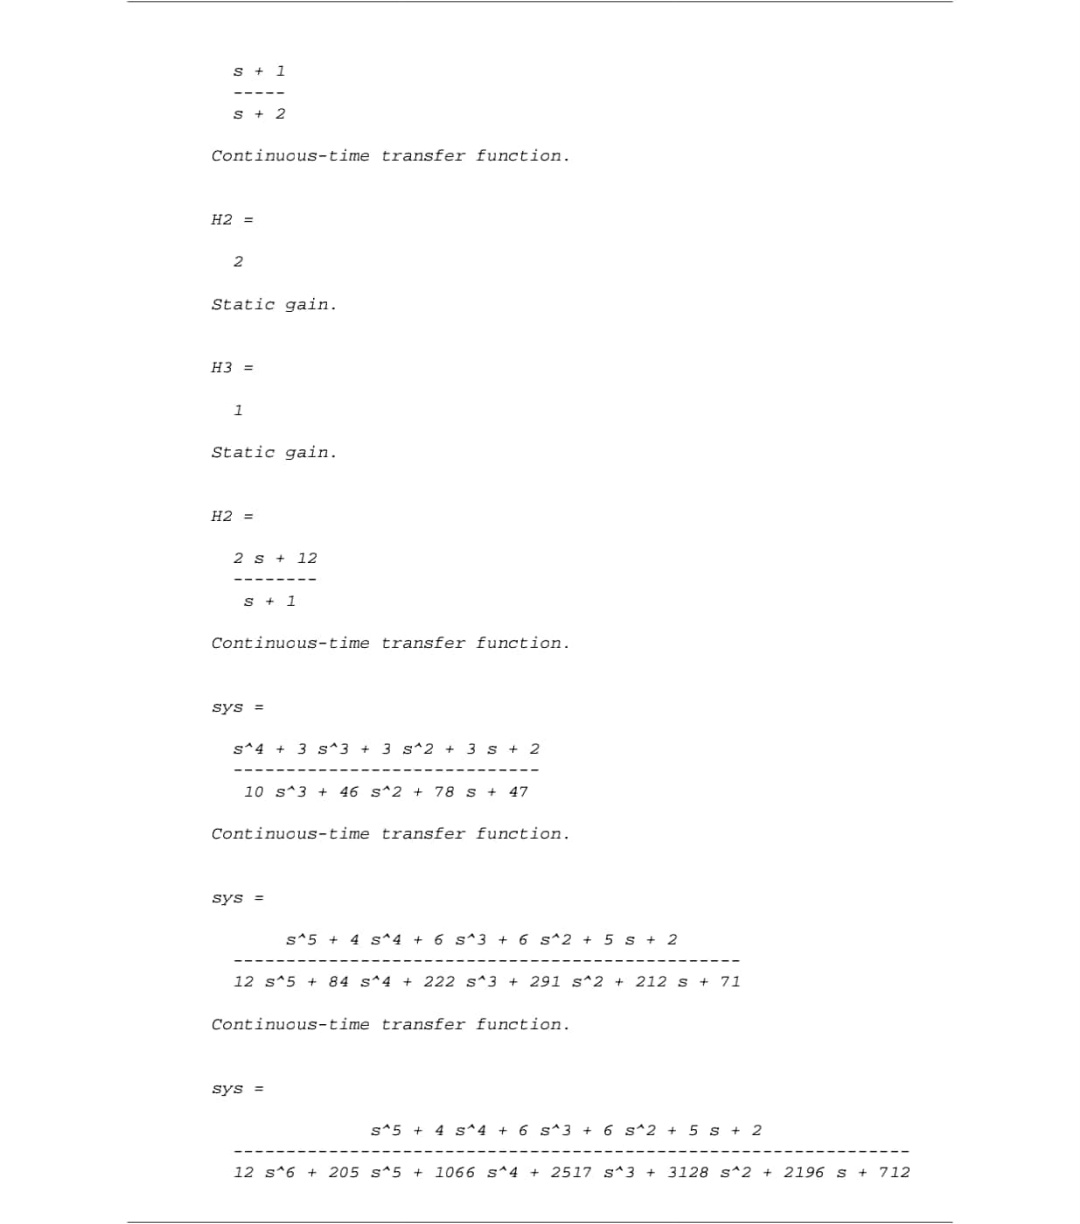 s + 1
-----
s + 2
Continuous-time transfer function.
H2 =
2
Static gain.
H3 =
1
Static gain.
H2 =
2 s + 12
--------
s + 1
Continuous-time transfer function.
sys =
s^4 + 3 s^3 + 3 s^2 + 3 s + 2
-----------------------------
10 s^3 + 46 s^2 + 78 s + 47
Continuous-time transfer function.
sys =
s^5 + 4 s^4 + 6 s^3 + 6 s^2 + 5 s + 2
------------------------------------------------
12 s^5 + 84 s^4 + 222 s^3 + 291 s^2 + 212 s + 71
Continuous-time transfer function.
sys =
s^5 + 4 s^4 + 6 s^3 + 6 s^2 + 5 s + 2
----------------------------------------------------------------
12 s^6 + 205 s^5 + 1066 s^4 + 2517 s^3 + 3128 s^2 + 2196 s + 712